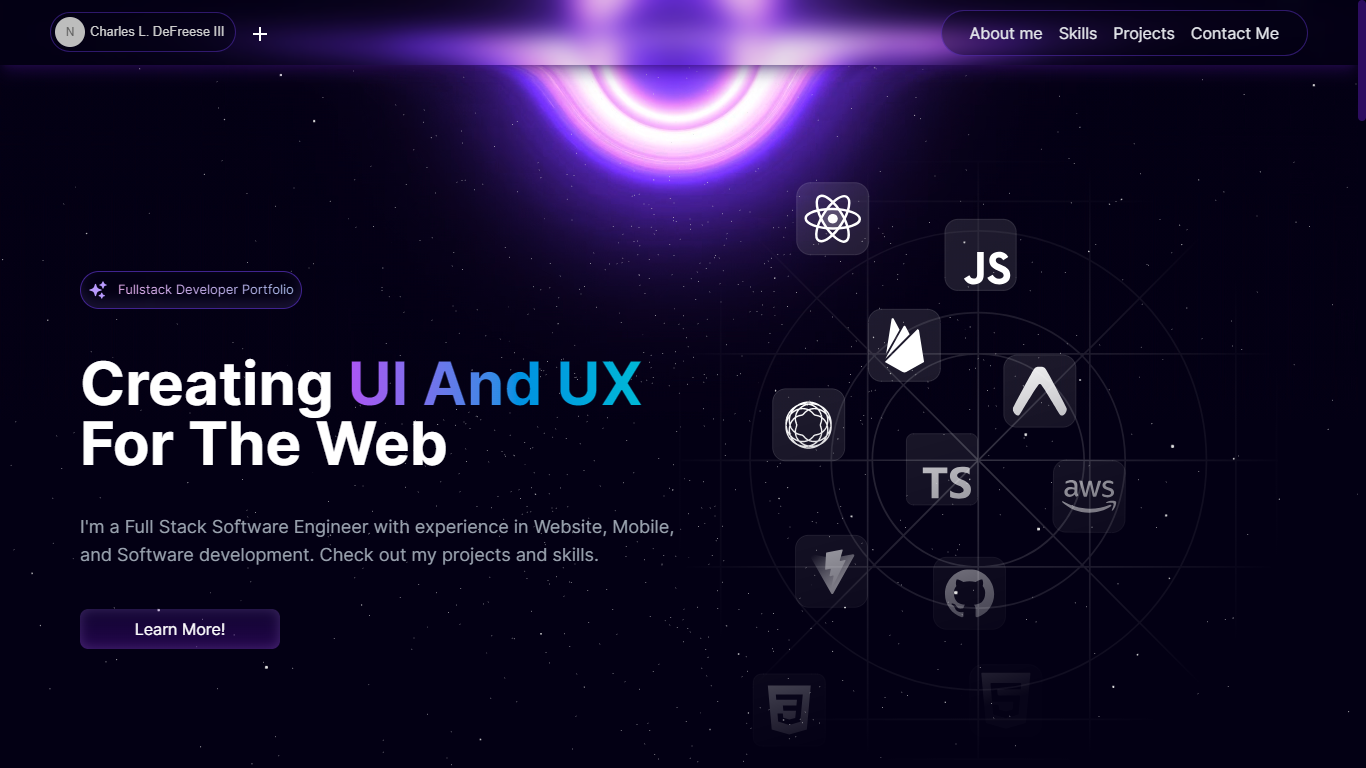 N Charles L. DeFreese III +
About me Skills Projects Contact Me
JS
Fullstack Developer Portfolio
Creating UI And UX
For The Web
TS
aws
I'm a Full Stack Software Engineer with experience in Website, Mobile,
and Software development. Check out my projects and skills.
Learn More!